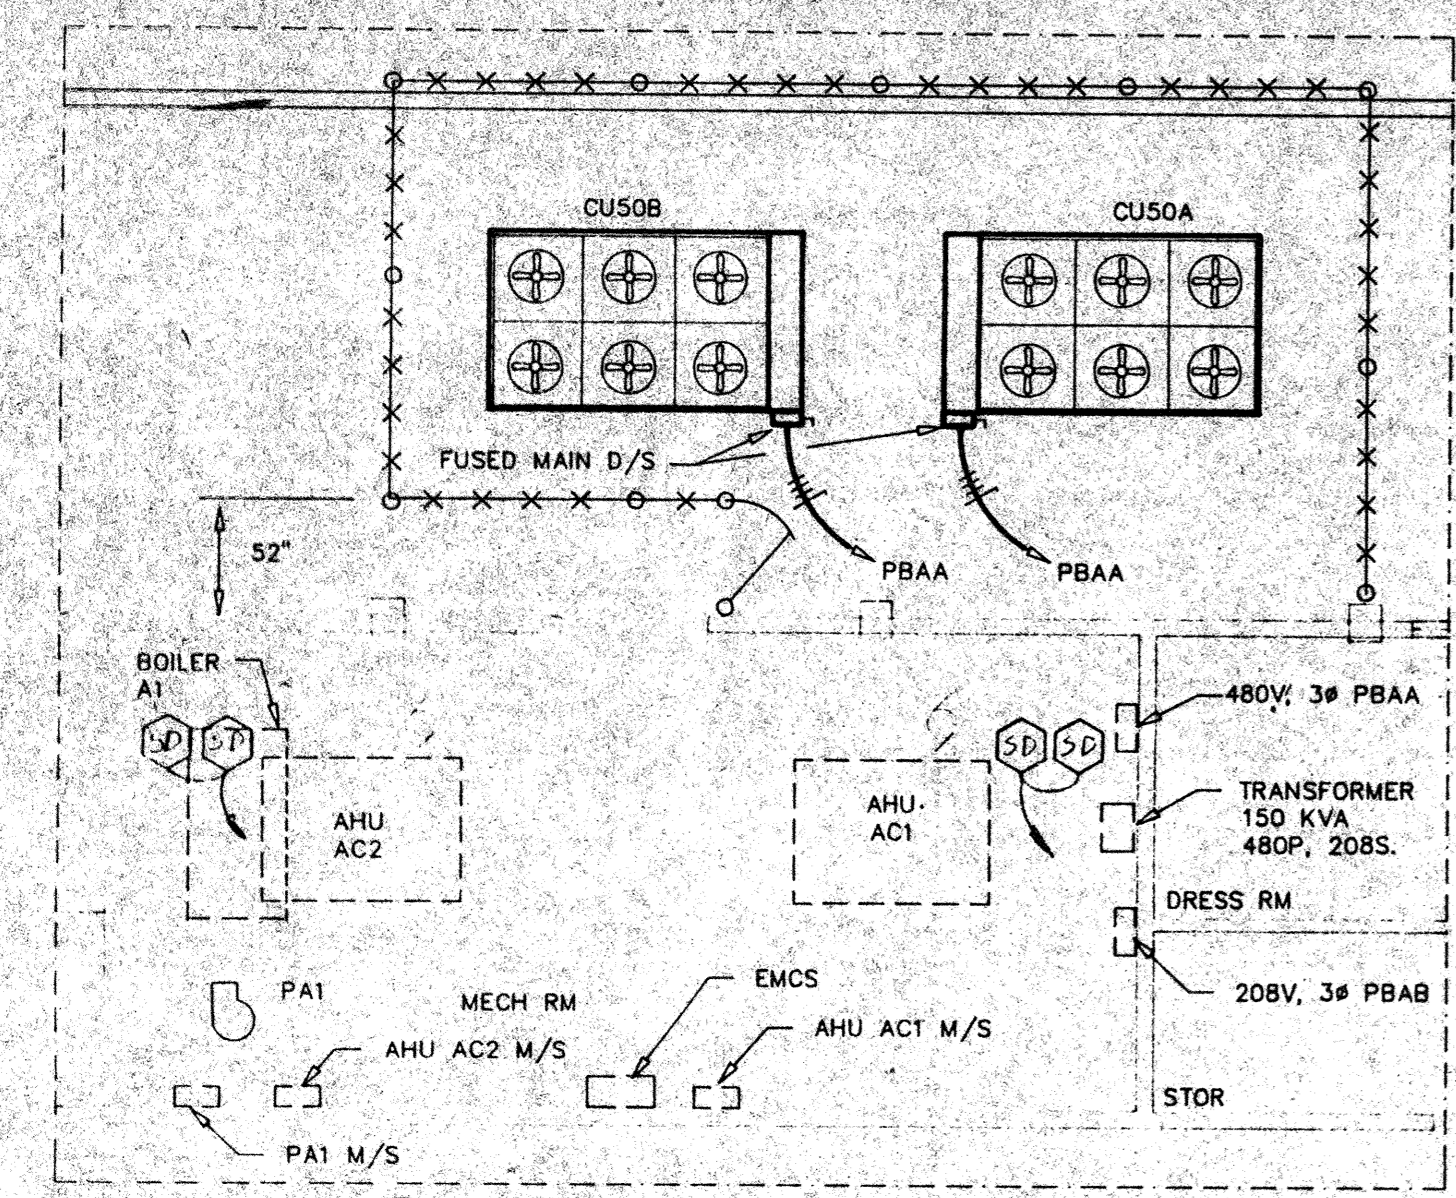 CU50B
CU50A
FUSED MAIN D/S
52"
PBAA
PBAA
F
BOILER
A1
480V, 3ø PBAA
SD
SD
SD
SD
TRANSFORMER
150 KVA
480P, 208S.
AHU
AC2
AHU
AC1
DRESS RM
EMCS
PA1
MECH RM
208V, 3ø PBAB
AHU AC1 M/S
AHU AC2 M/S
STOR
PA1 M/S